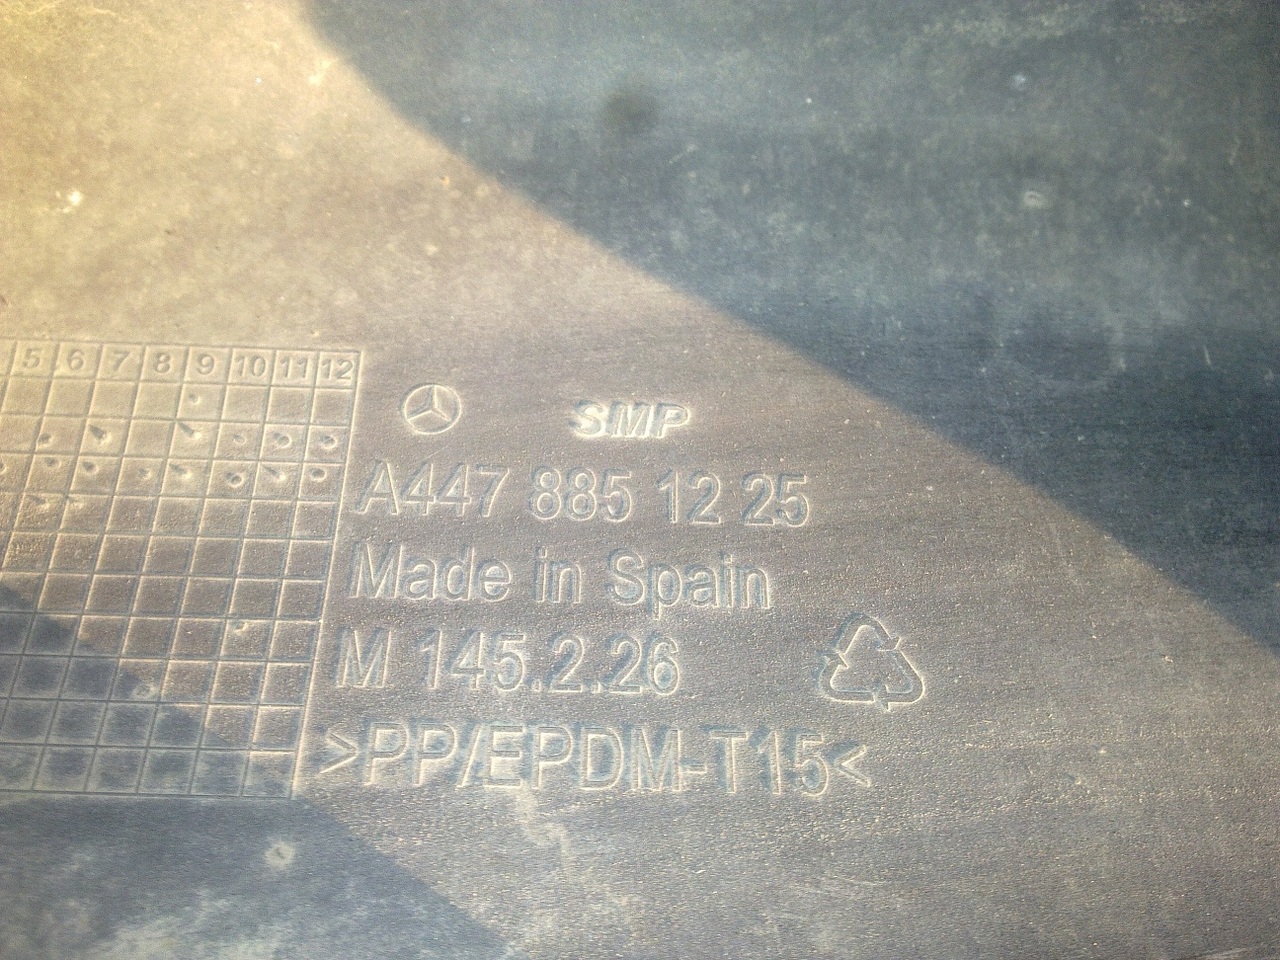 5 6 7 8 9 10 11 12
SMP
A447 885 12 25
Made in Spain
M 145.2.26
>PP/EPDM-T15<